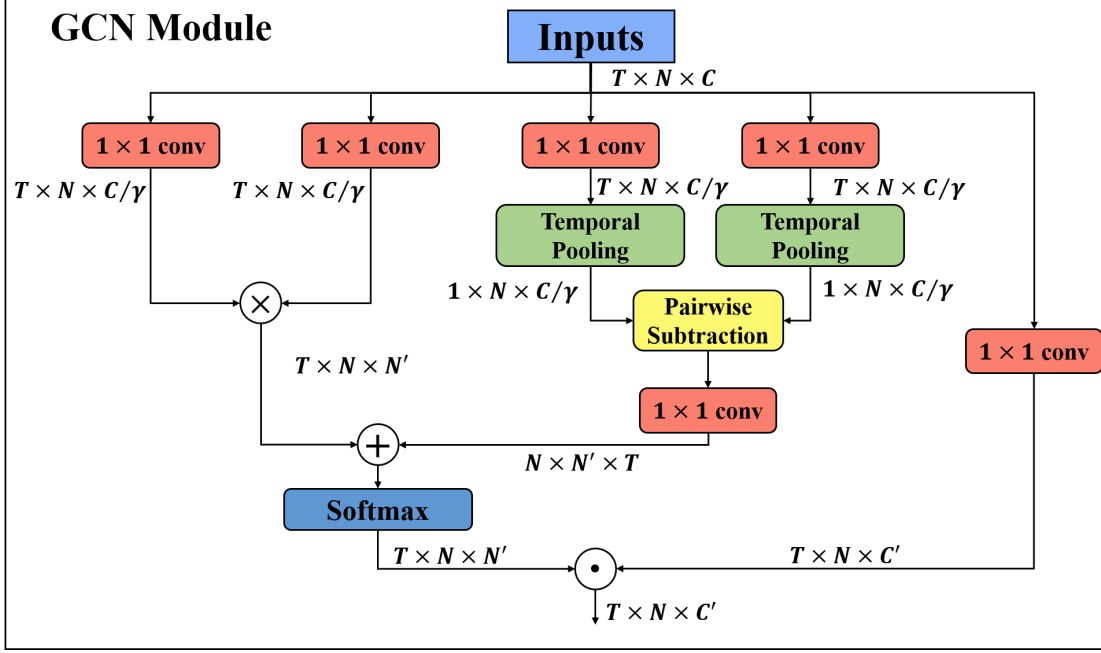 GCN Module
Inputs
T × N × C
1 × 1 conv
1 × 1 conv
1 × 1 conv
1 × 1 conv
T × N × C/γ
T × N × C/γ
T × N × C/γ
T × N × C/γ
Temporal
Pooling
Temporal
Pooling
1 × N × C/γ
1 × N × C/γ
×
Pairwise
Subtraction
1 × 1 conv
T × N × N′
1 × 1 conv
+
N × N′ × T
Softmax
T × N × N′
T × N × C′
T × N × C′